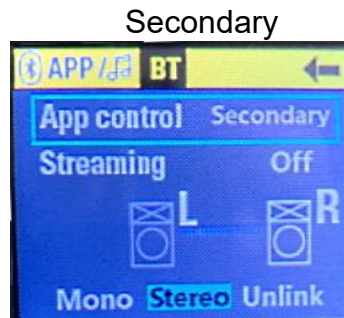 Secondary
APP / BT
App control Secondary
Streaming Off
L R
Mono Stereo Unlink